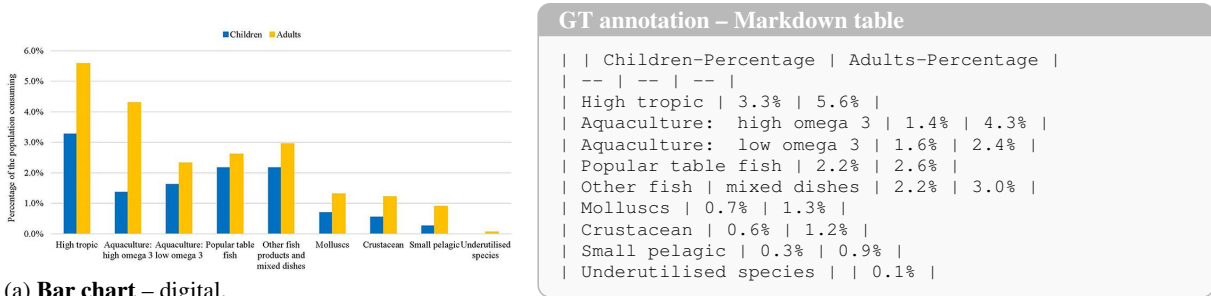 Children Adults
Percentage of the population consuming
6.0%
5.0%
4.0%
3.0%
2.0%
1.0%
0.0%
High tropic Aquaculture: Aquaculture: Popular table Other fish Molluscs Crustacean Small pelagic Underutilised
high omega 3 low omega 3 fish products and species
mixed dishes
(a) Bar chart – digital.
GT annotation – Markdown table
| | Children-Percentage | Adults-Percentage |
| -- | -- | -- |
| High tropic | 3.3% | 5.6% |
| Aquaculture: high omega 3 | 1.4% | 4.3% |
| Aquaculture: low omega 3 | 1.6% | 2.4% |
| Popular table fish | 2.2% | 2.6% |
| Other fish | mixed dishes | 2.2% | 3.0% |
| Molluscs | 0.7% | 1.3% |
| Crustacean | 0.6% | 1.2% |
| Small pelagic | 0.3% | 0.9% |
| Underutilised species | | 0.1% |